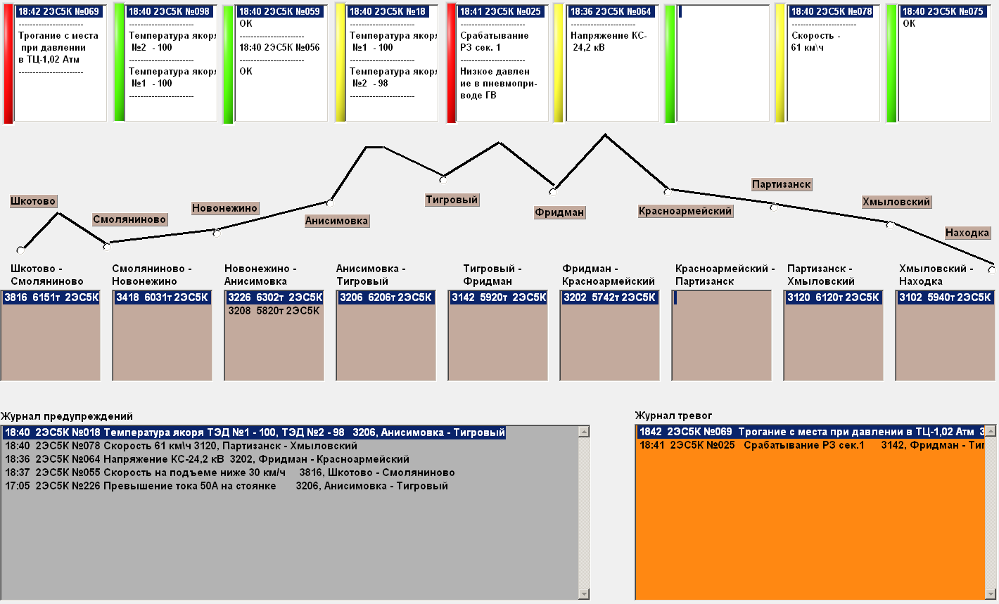 18:42 2ЭС5К №069
-----------------------
Трогание с места
при давлении
в ТЦ-1,02 Атм
-----------------------
18:40 2ЭС5К №098
-----------------------
Температура якоря
№2 - 100
-----------------------
Температура якоря
№1 - 100
-----------------------
18:40 2ЭС5К №059
ОК
-----------------------
18:40 2ЭС5К №056
-----------------------
ОК
18:40 2ЭС5К №18
-----------------------
Температура якоря
№1 - 100
-----------------------
Температура якоря
№2 - 98
-----------------------
18:41 2ЭС5К №025
-----------------------
Срабатывание
РЗ сек. 1
-----------------------
Низкое давлен
ие в пневмопри-
воде ГВ
18:36 2ЭС5К №064
-----------------------
Напряжение КС-
24,2 кВ
18:40 2ЭС5К №078
-----------------------
Скорость -
61 км\ч
18:40 2ЭС5К №075
ОК
Шкотово
Смоляниново
Новонежино
Анисимовка
Тигровый
Фридман
Красноармейский
Партизанск
Хмыловский
Находка
Шкотово -
Смоляниново
3816 6151т 2ЭС5К
Смоляниново -
Новонежино
3418 6031т 2ЭС5К
Новонежино -
Анисимовка
3226 6302т 2ЭС5К
3208 5820т 2ЭС5К
Анисимовка -
Тигровый
3206 6206т 2ЭС5К
Тигровый -
Фридман
3142 5920т 2ЭС5К
Фридман -
Красноармейский
3202 5742т 2ЭС5К
Красноармейский -
Партизанск
Партизанск -
Хмыловский
3120 6120т 2ЭС5К
Хмыловский -
Находка
3102 5940т 2ЭС5К
Журнал предупреждений
18:40 2ЭС5К №018 Температура якоря ТЭД №1 - 100, ТЭД №2 - 98 3206, Анисимовка - Тигровый
18:40 2ЭС5К №078 Скорость 61 км\ч 3120, Партизанск - Хмыловский
18:36 2ЭС5К №064 Напряжение КС-24,2 кВ 3202, Фридман - Красноармейский
18:37 2ЭС5К №055 Скорость на подъеме ниже 30 км/ч 3816, Шкотово - Смоляниново
17:05 2ЭС5К №226 Превышение тока 50А на стоянке 3206, Анисимовка - Тигровый
Журнал тревог
1842 2ЭС5К №069 Трогание с места при давлении в ТЦ-1,02 Атм
18:41 2ЭС5К №025 Срабатывание РЗ сек.1 3142, Фридман - Тиг